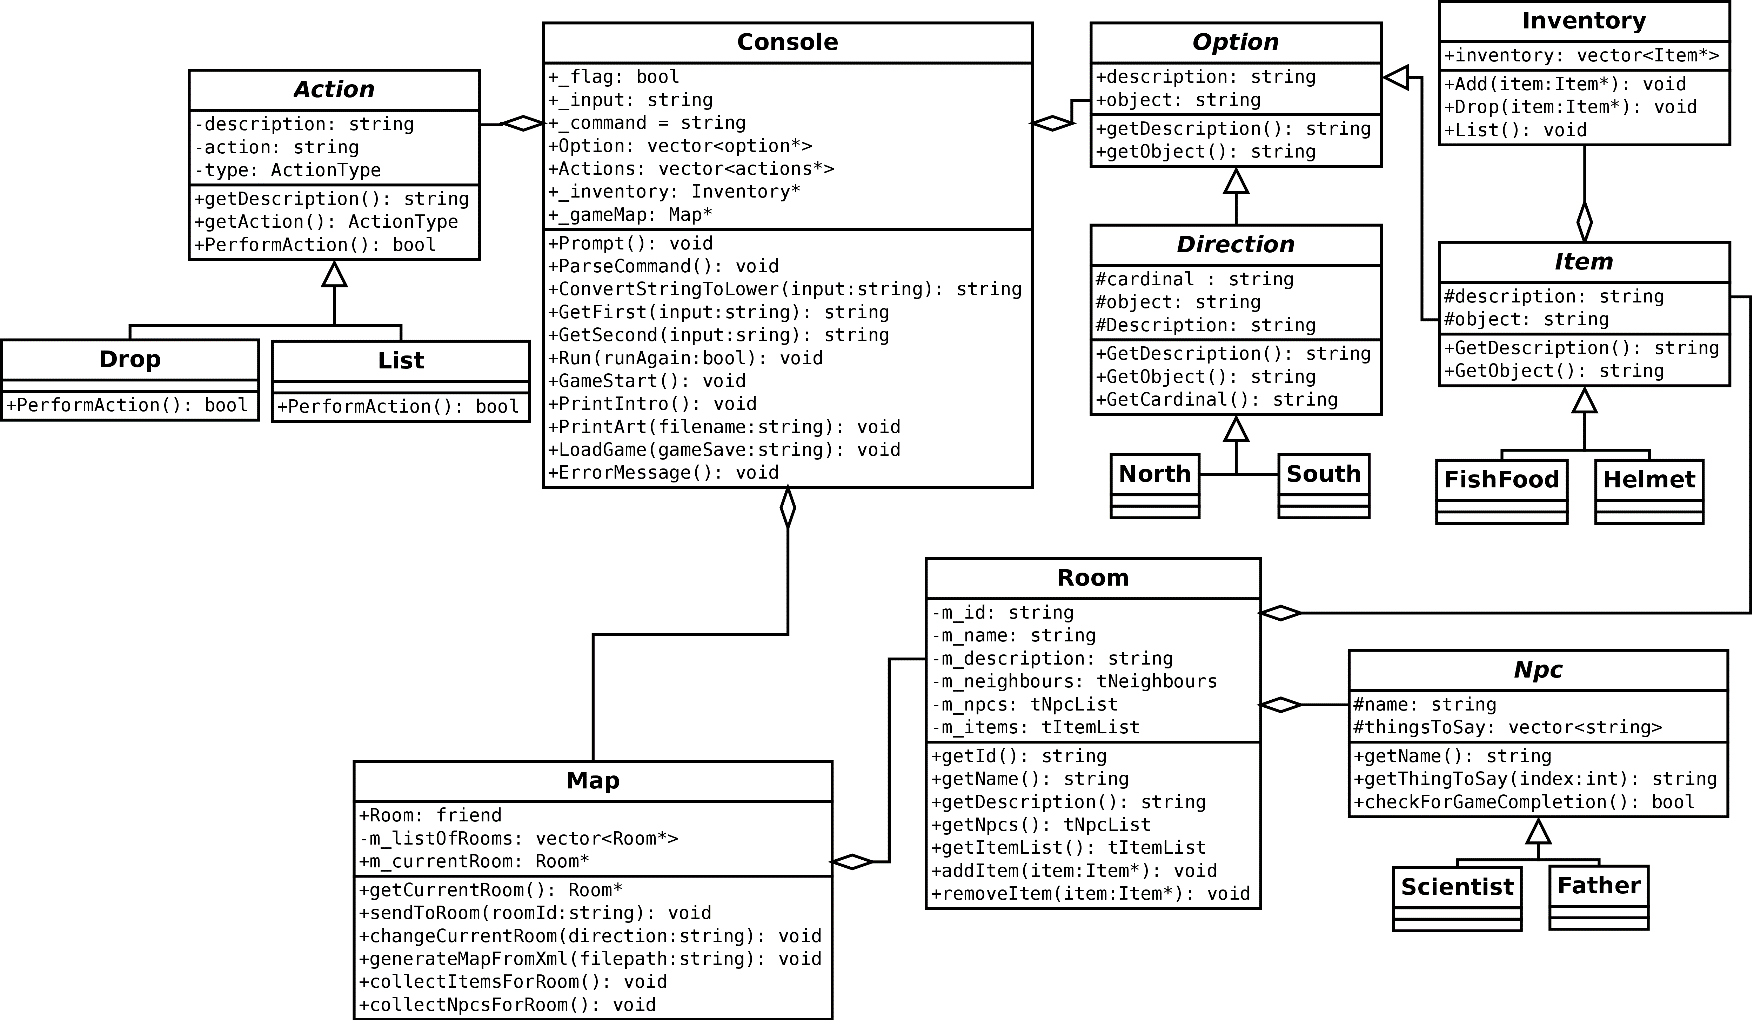 Action
-description: string
-action: string
-type: ActionType
+getDescription(): string
+getAction(): ActionType
+PerformAction(): bool
Drop
+PerformAction(): bool
List
+PerformAction(): bool
Console
+_flag: bool
+_input: string
+_command = string
+Option: vector<option*>
+Actions: vector<actions*>
+_inventory: Inventory*
+_gameMap: Map*
+Prompt(): void
+ParseCommand(): void
+ConvertStringToLower(input:string): string
+GetFirst(input:string): string
+GetSecond(input:sring): string
+Run(runAgain:bool): void
+GameStart(): void
+PrintIntro(): void
+PrintArt(filename:string): void
+LoadGame(gameSave:string): void
+ErrorMessage(): void
Option
+description: string
+object: string
+getDescription(): string
+getObject(): string
Direction
#cardinal : string
#object: string
#Description: string
+GetDescription(): string
+GetObject(): string
+GetCardinal(): string
North
South
Inventory
+inventory: vector<Item*>
+Add(item:Item*): void
+Drop(item:Item*): void
+List(): void
Item
#description: string
#object: string
+GetDescription(): string
+GetObject(): string
FishFood
Helmet
Room
-m_id: string
-m_name: string
-m_description: string
-m_neighbours: tNeighbours
-m_npcs: tNpcList
-m_items: tItemList
+getId(): string
+getName(): string
+getDescription(): string
+getNpcs(): tNpcList
+getItemList(): tItemList
+addItem(item:Item*): void
+removeItem(item:Item*): void
Npc
#name: string
#thingsToSay: vector<string>
+getName(): string
+getThingToSay(index:int): string
+checkForGameCompletion(): bool
Scientist
Father
Map
+Room: friend
-m_listOfRooms: vector<Room*>
+m_currentRoom: Room*
+getCurrentRoom(): Room*
+sendToRoom(roomId:string): void
+changeCurrentRoom(direction:string): void
+generateMapFromXml(filepath:string): void
+collectItemsForRoom(): void
+collectNpcsForRoom(): void